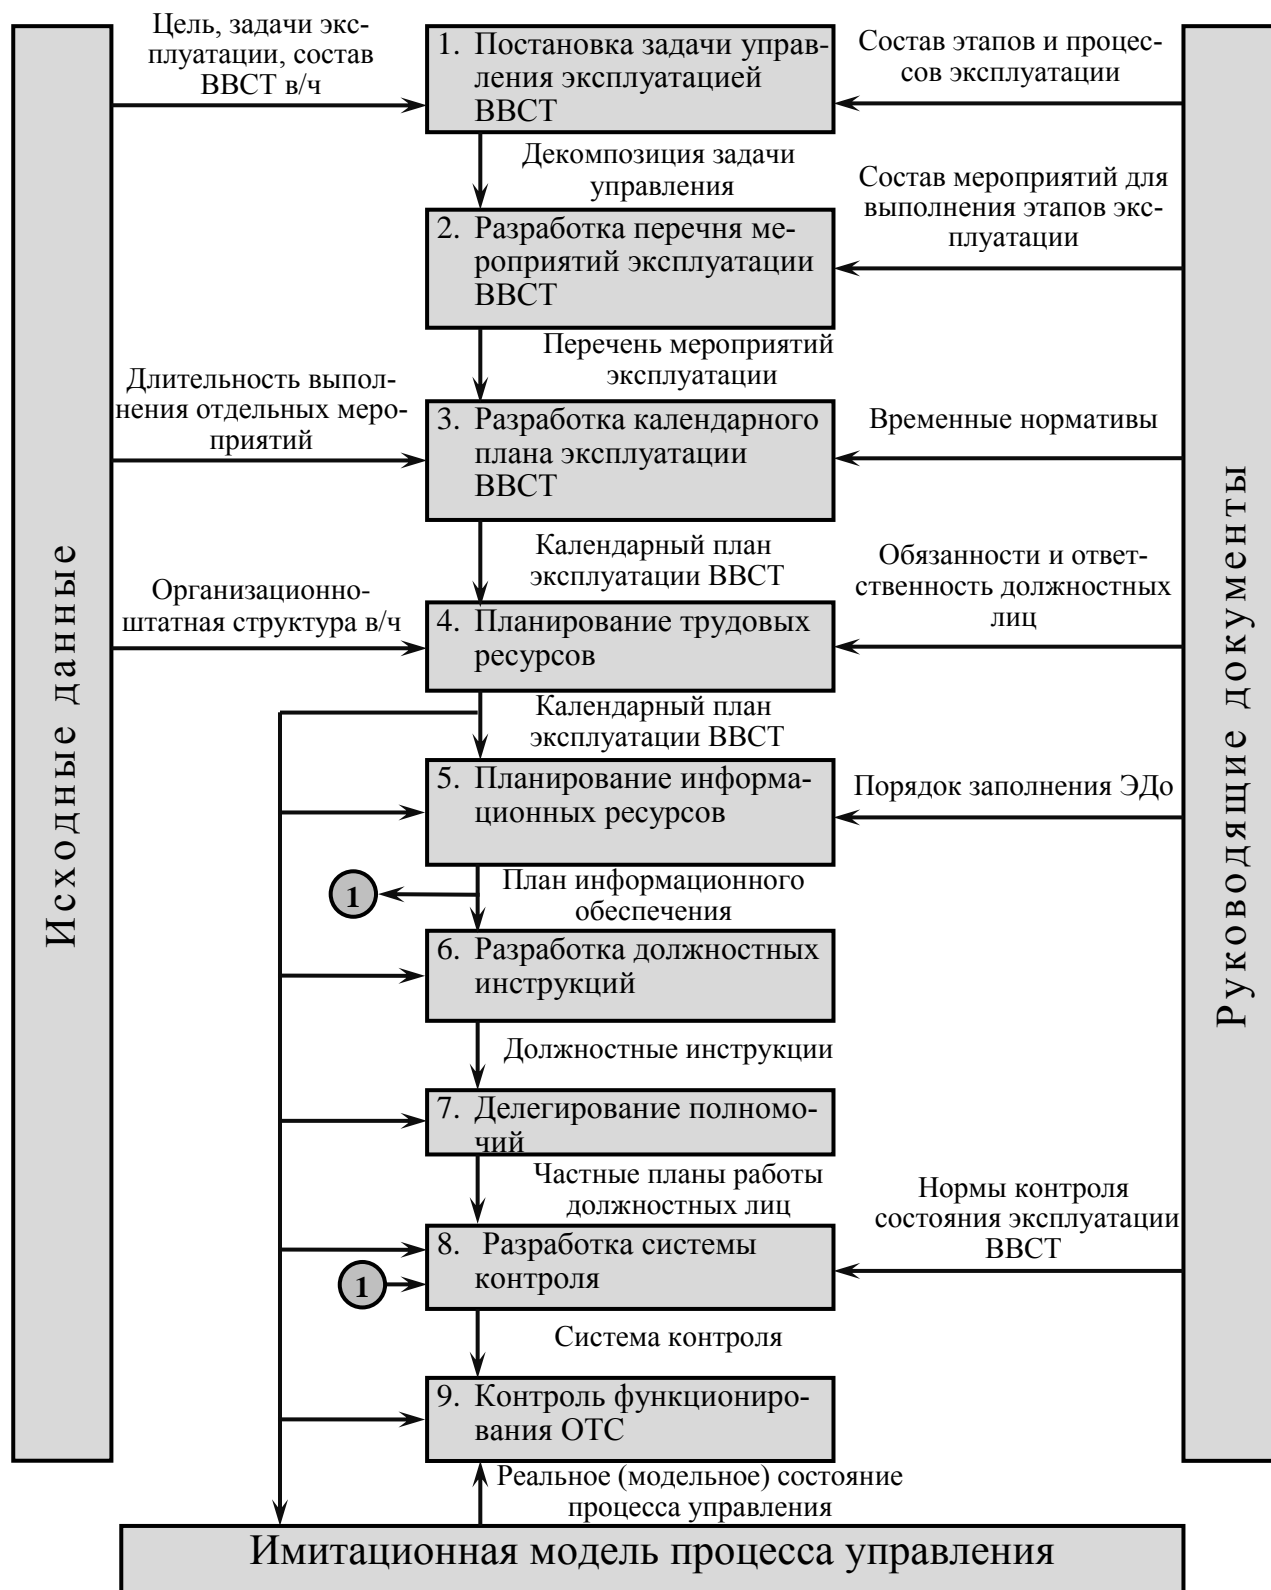 Исходные данные
Цель, задачи экс-
плуатации, состав
ВВСТ в/ч
1. Постановка задачи управ-
ления эксплуатацией
ВВСТ
Состав этапов и процес-
сов эксплуатации
Декомпозиция задачи
управления
Состав мероприятий для
выполнения этапов экс-
плуатации
2. Разработка перечня ме-
роприятий эксплуатации
ВВСТ
Перечень мероприятий
эксплуатации
Длительность выпол-
нения отдельных меро-
приятий
3. Разработка календарного
плана эксплуатации
ВВСТ
Временные нормативы
Календарный план
эксплуатации ВВСТ
Организационно-
штатная структура в/ч
Обязанности и ответ-
ственность должностных
лиц
4. Планирование трудовых
ресурсов
Календарный план
эксплуатации ВВСТ
5. Планирование информа-
ционных ресурсов
Порядок заполнения ЭДо
1
План информационного
обеспечения
6. Разработка должностных
инструкций
Должностные инструкции
7. Делегирование полномо-
чий
Частные планы работы
должностных лиц
Нормы контроля
состояния эксплуатации
ВВСТ
8. Разработка системы
контроля
1
Система контроля
9. Контроль функциониро-
вания ОТС
Реальное (модельное) состояние
процесса управления
Имитационная модель процесса управления
Руководящие документы